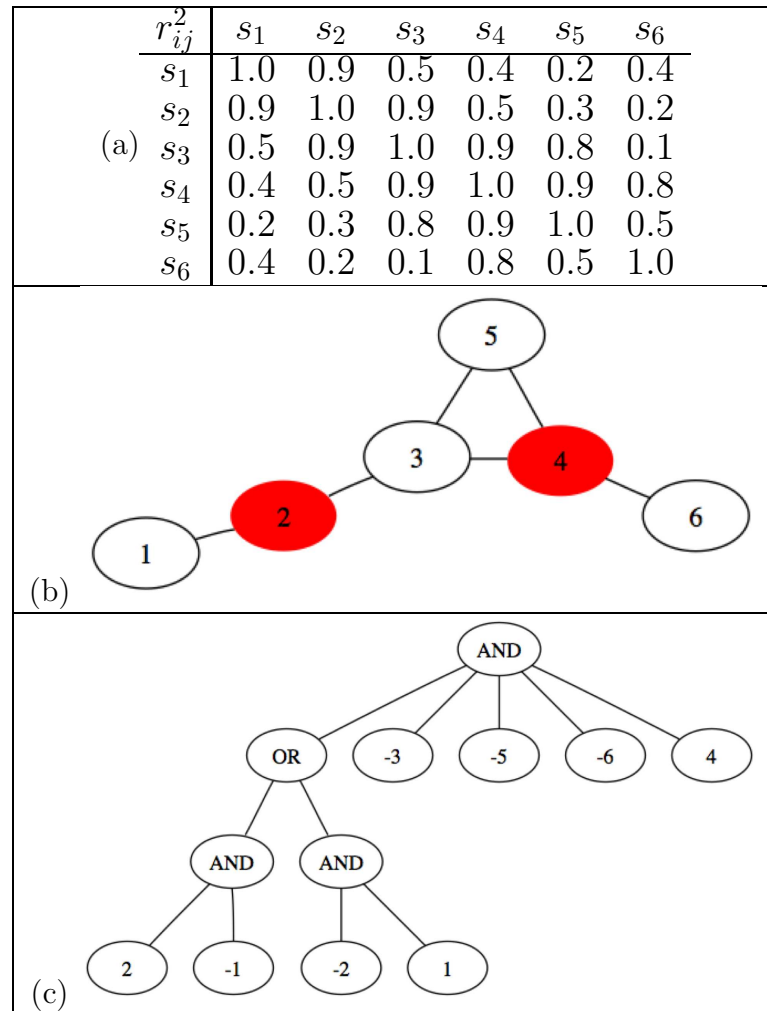 r²ᵢⱼ s₁ s₂ s₃ s₄ s₅ s₆
s₁ 1.0 0.9 0.5 0.4 0.2 0.4
s₂ 0.9 1.0 0.9 0.5 0.3 0.2
(a) s₃ 0.5 0.9 1.0 0.9 0.8 0.1
s₄ 0.4 0.5 0.9 1.0 0.9 0.8
s₅ 0.2 0.3 0.8 0.9 1.0 0.5
s₆ 0.4 0.2 0.1 0.8 0.5 1.0
5
3 4
2 6
1
(b)
AND
OR -3 -5 -6 4
AND AND
2 -1 -2 1
(c)